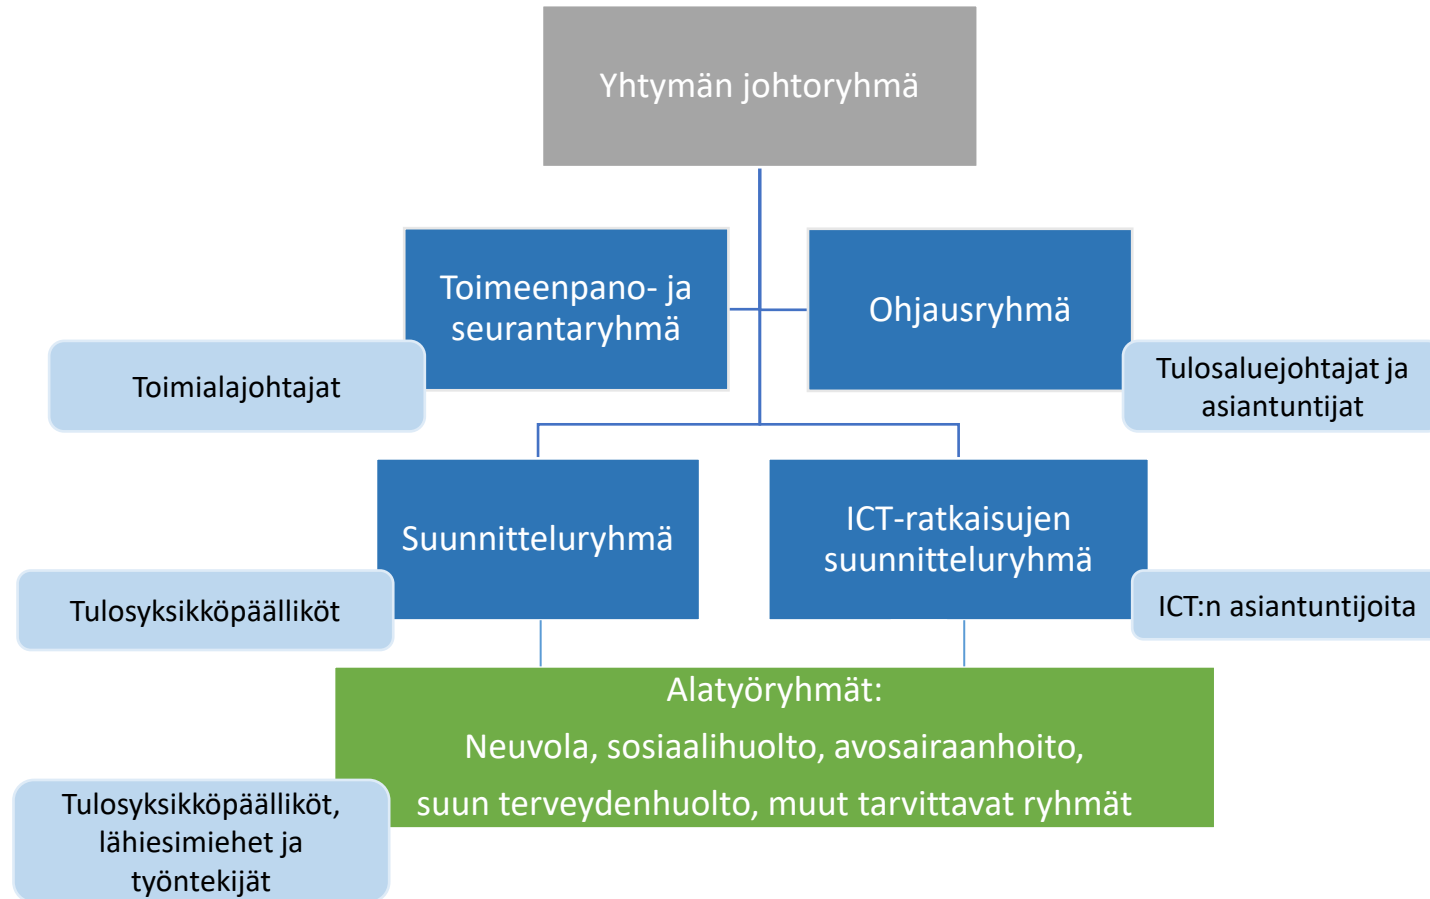 Yhtymän johtoryhmä
Toimeenpano- ja
seurantaryhmä
Ohjausryhmä
Toimialajohtajat
Tulosaluejohtajat ja
asiantuntijat
Suunnitteluryhmä
ICT-ratkaisujen
suunnitteluryhmä
Tulosyksikköpäälliköt
ICT:n asiantuntijoita
Alatyöryhmät:
Neuvola, sosiaalihuolto, avosairaanhoito,
suun terveydenhuolto, muut tarvittavat ryhmät
Tulosyksikköpäälliköt,
lähiesimiehet ja
työntekijät